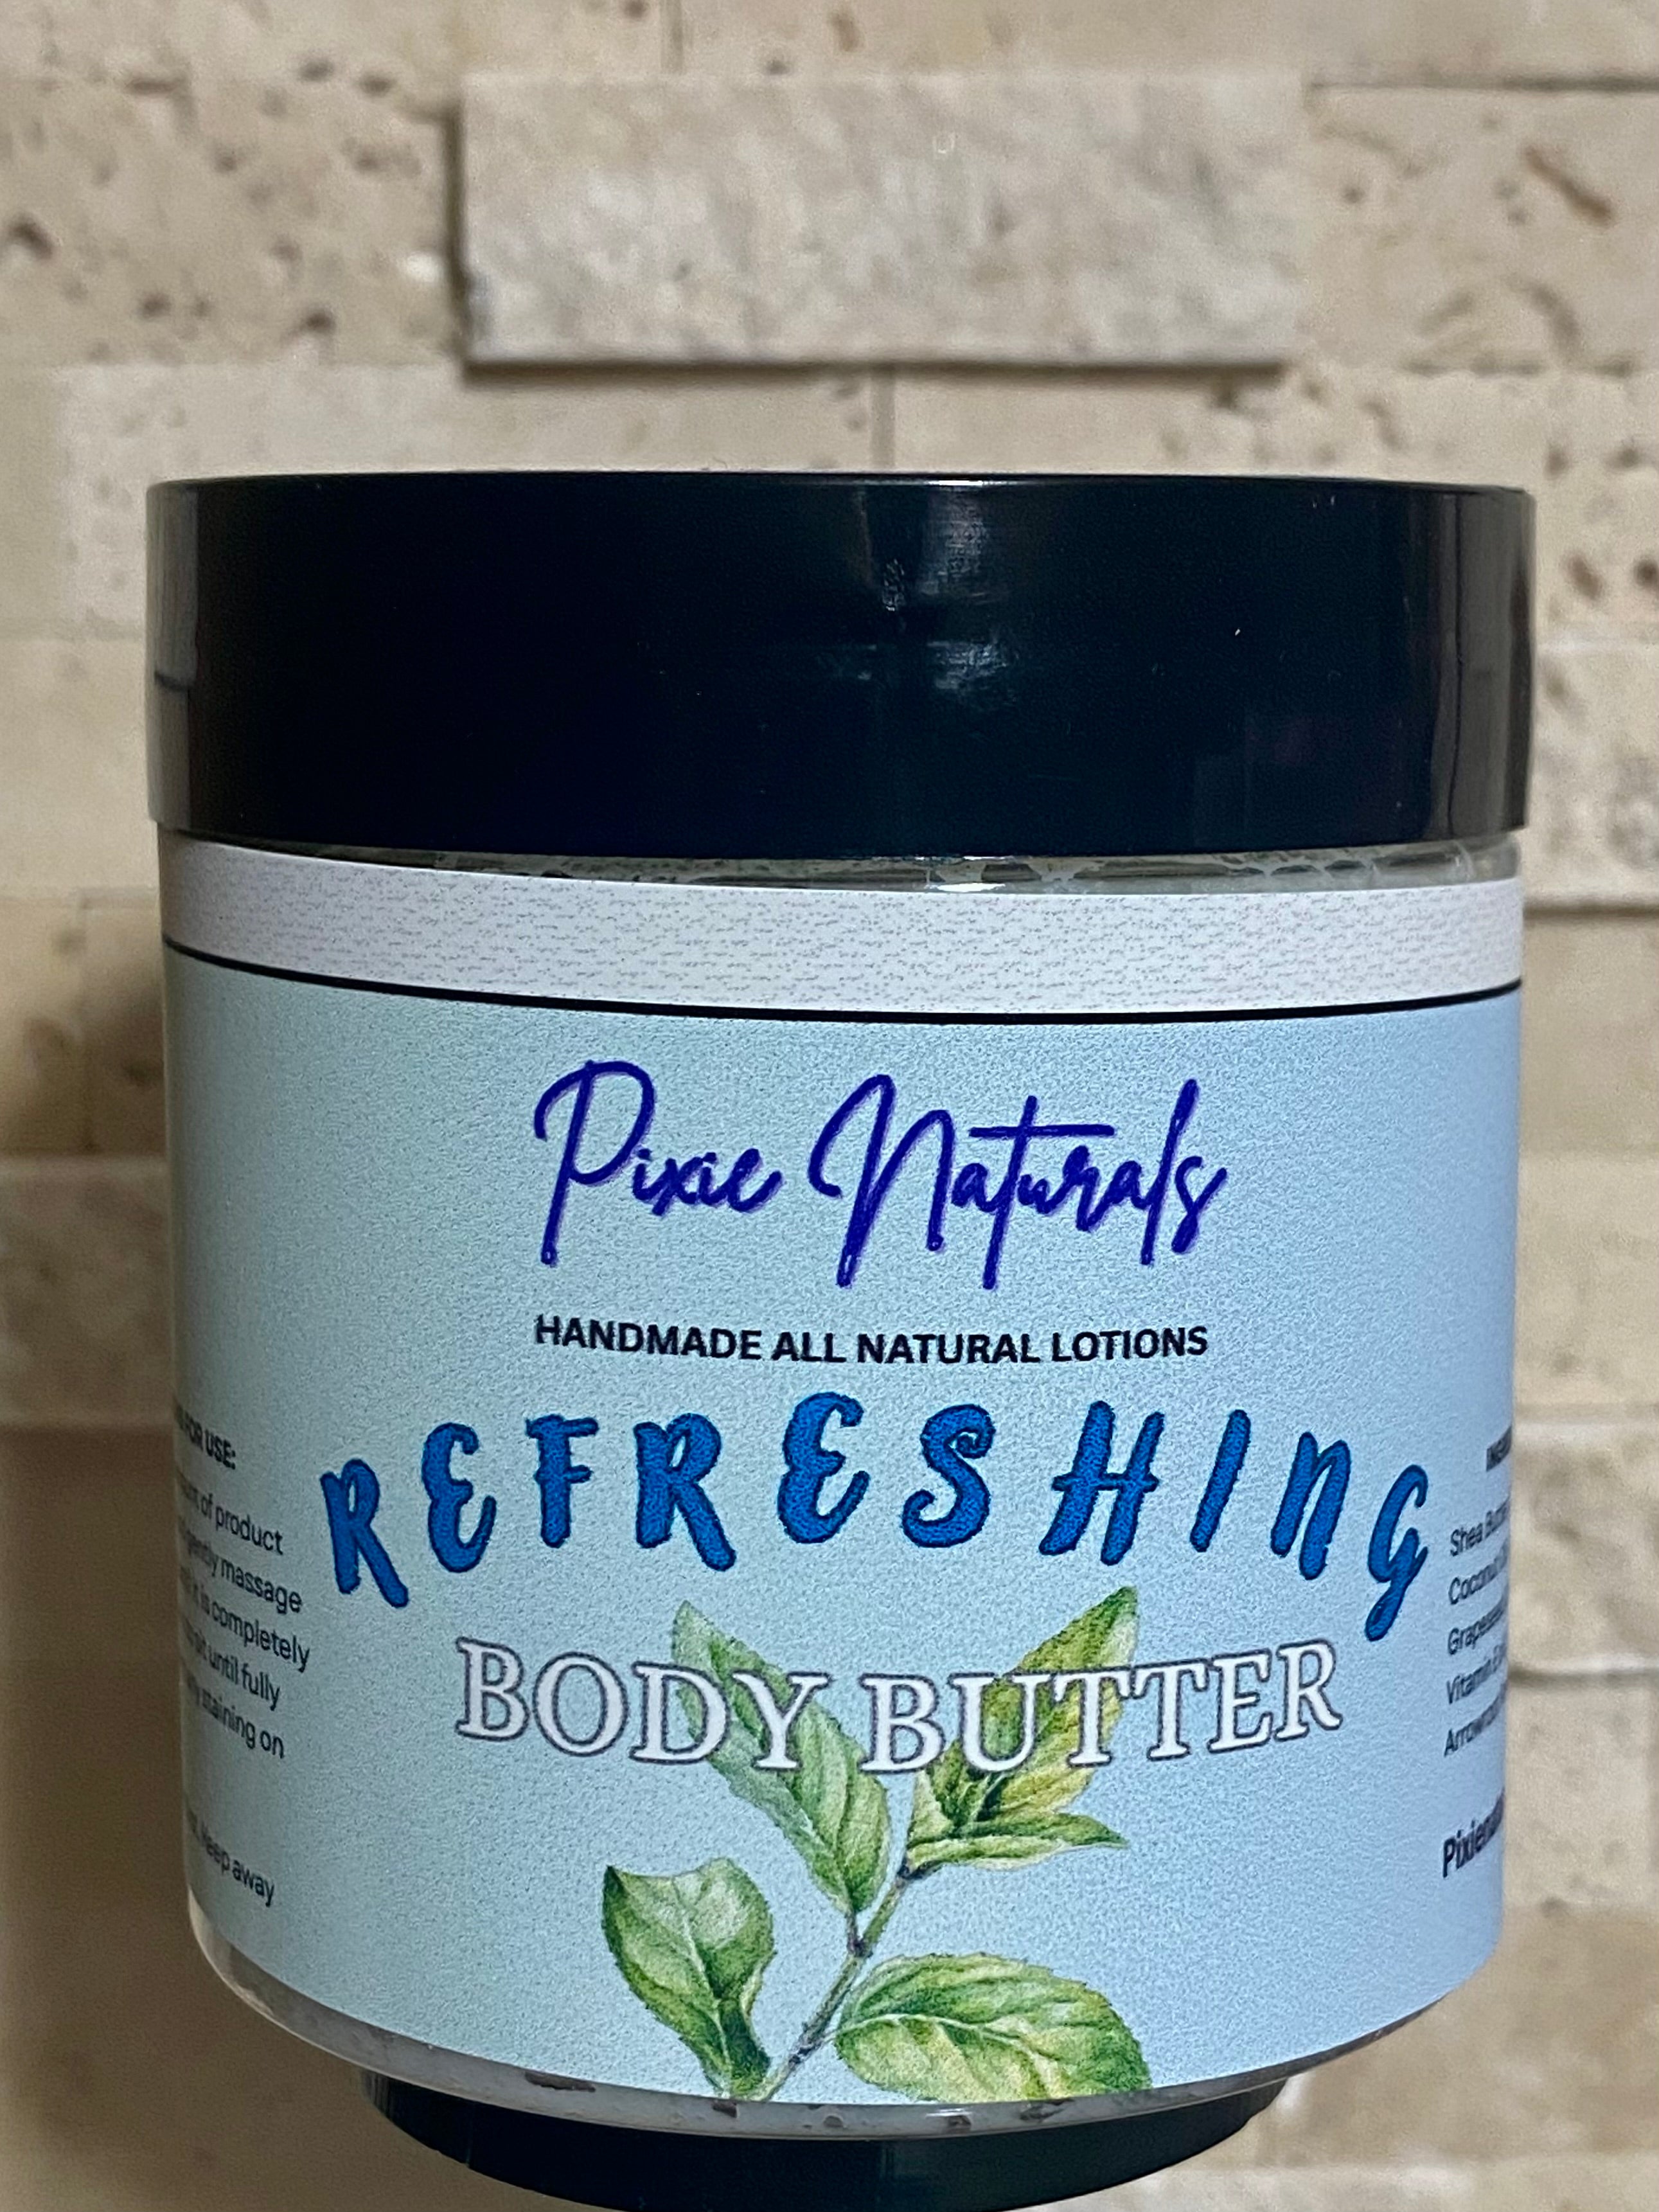 Pixie Naturals
HANDMADE ALL NATURAL LOTIONS
REFRESHING
BODY BUTTER
FOR USE:
of product
gently massage
is completely
until fully
staining on
keep away
Shea Butter
Coconut
Vitamin E